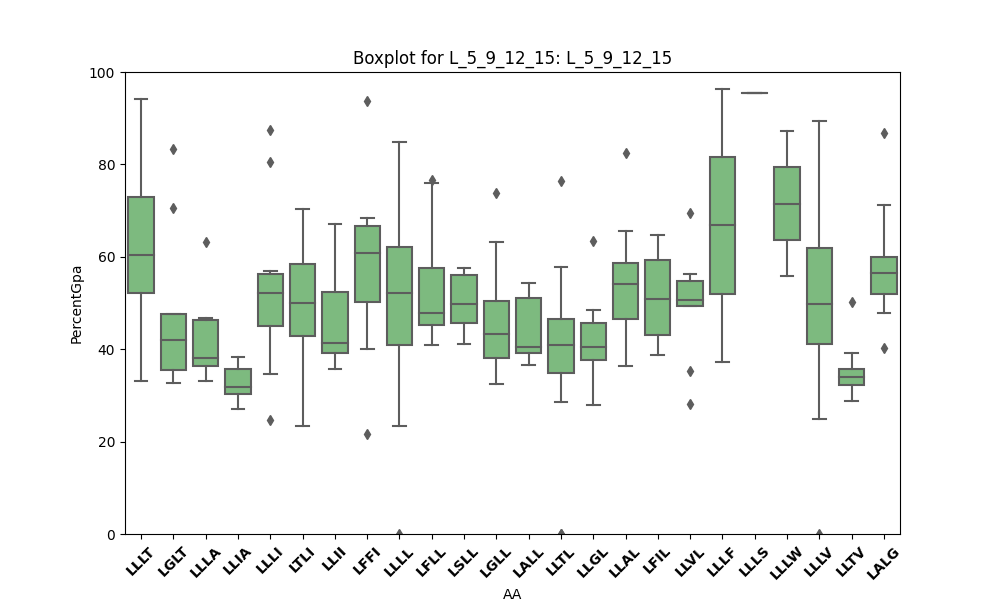 Boxplot for L_5_9_12_15: L_5_9_12_15
100
80
60
40
20
0
PercentGpa
LLLT LGLT LLLA LLIA LLLI LTLI LLII LFFI LLLL LFLL LSLL LGLL LALL LLTL LLGL LLAL LFIL LLVL LLLF LLLS LLLW LLLV LLTV LALG
AA